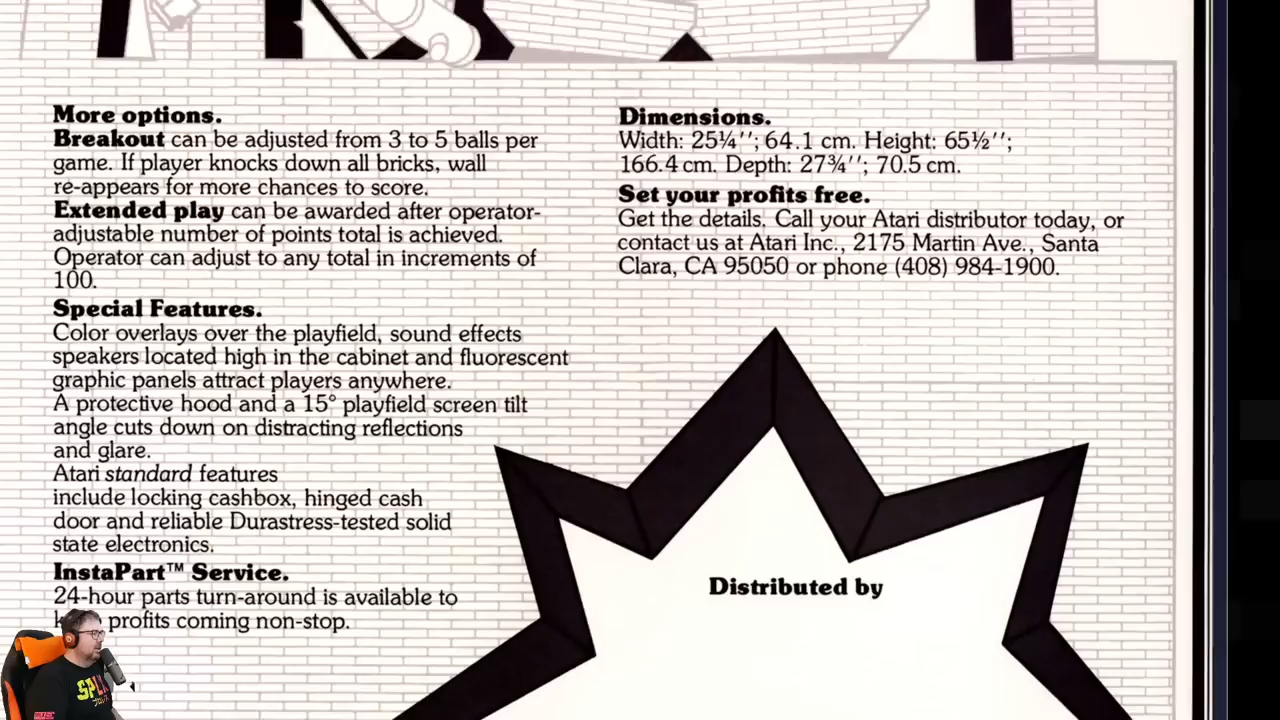 More options.
Breakout can be adjusted from 3 to 5 balls per
game. If player knocks down all bricks, wall
re-appears for more chances to score.
Extended play can be awarded after operator-
adjustable number of points total is achieved.
Operator can adjust to any total in increments of
100.
Special Features.
Color overlays over the playfield, sound effects
speakers located high in the cabinet and fluorescent
graphic panels attract players anywhere.
A protective hood and a 15° playfield screen tilt
angle cuts down on distracting reflections
and glare.
Atari standard features
include locking cashbox, hinged cash
door and reliable Durastress-tested solid
state electronics.
InstaPart™ Service.
24-hour parts turn-around is available to
profits coming non-stop.
Dimensions.
Width: 25¼′′; 64.1 cm. Height: 65½′′;
166.4 cm. Depth: 27¾′′; 70.5 cm.
Set your profits free.
Get the details. Call your Atari distributor today, or
contact us at Atari Inc., 2175 Martin Ave., Santa
Clara, CA 95050 or phone (408) 984-1900.
Distributed by